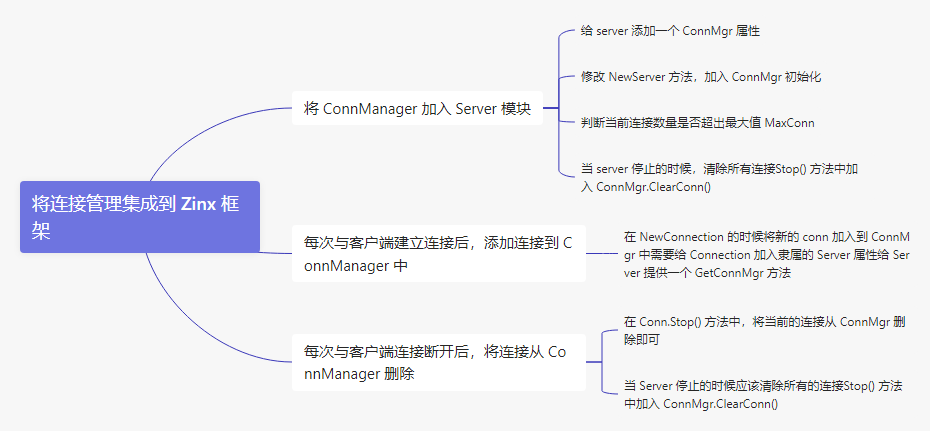 将连接管理集成到 Zinx 框
架
将 ConnManager 加入 Server 模块
给 server 添加一个 ConnMgr 属性
修改 NewServer 方法，加入 ConnMgr 初始化
判断当前连接数量是否超出最大值 MaxConn
当 server 停止的时候，清除所有连接Stop() 方法中加
入 ConnMgr.ClearConn()
每次与客户端建立连接后，添加连接到 C
onnManager 中
在 NewConnection 的时候将新的 conn 加入到 ConnM
gr 中需要给 Connection 加入隶属的 Server 属性给 Ser
ver 提供一个 GetConnMgr 方法
每次与客户端连接断开后，将连接从 Co
nnManager 删除
在 Conn.Stop() 方法中，将当前的连接从 ConnMgr 删
除即可
当 Server 停止的时候应该清除所有的连接Stop() 方法
中加入 ConnMgr.ClearConn()